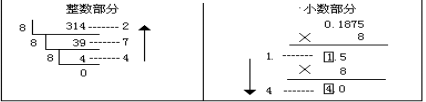 整数部分
8 314 ------- 2
8 39 ------- 7
8 4 ------- 4
0
小数部分
0.1875
× 8
1. ------- 1.5
× 8
4 ------- 4.0